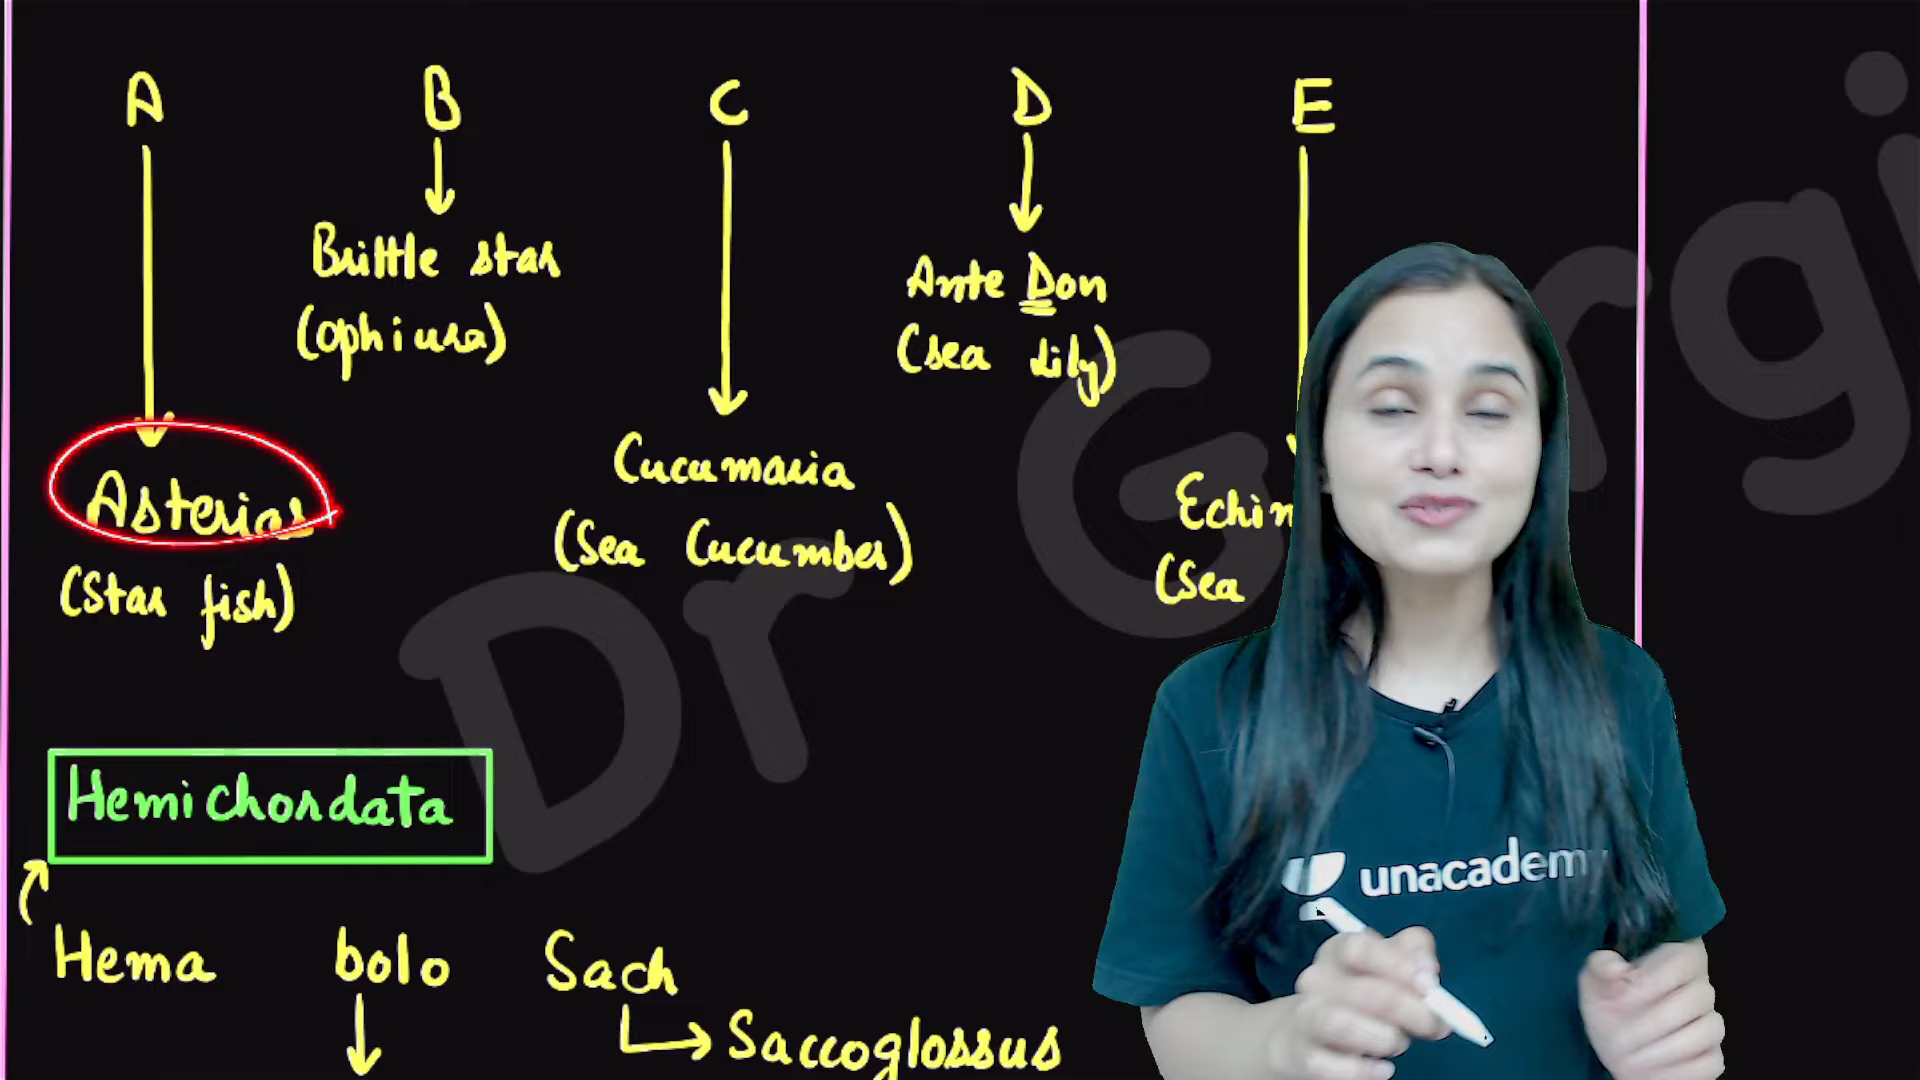 A B C D E
Brittle star
(Ophiura)
Ante Don
(Sea Lily)
Asterias
(Star fish)
Cucumaria
(Sea Cucumber)
Echin
(Sea
Hemichordata
Hema bolo Sach
Saccoglossus
unacademy
Dr Gargi